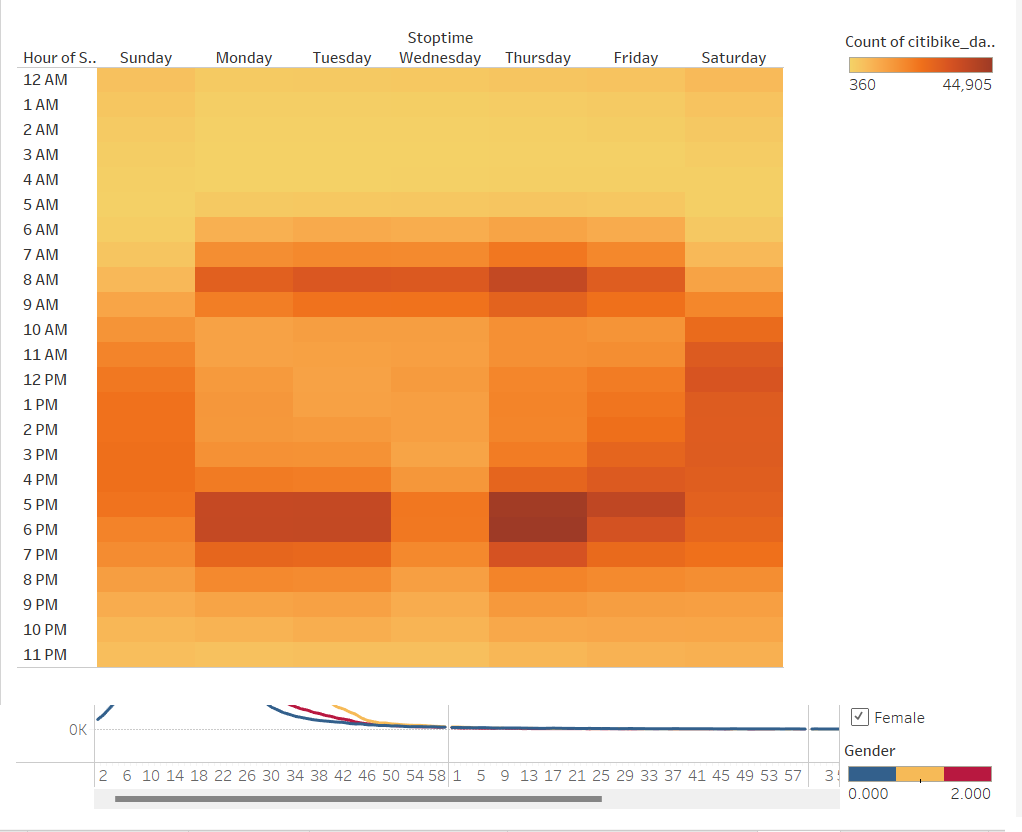 Stoptime
Hour of S.. Sunday Monday Tuesday Wednesday Thursday Friday Saturday
12 AM
1 AM
2 AM
3 AM
4 AM
5 AM
6 AM
7 AM
8 AM
9 AM
10 AM
11 AM
12 PM
1 PM
2 PM
3 PM
4 PM
5 PM
6 PM
7 PM
8 PM
9 PM
10 PM
11 PM
Count of citibike_da..
360 44,905
0K
2 6 10 14 18 22 26 30 34 38 42 46 50 54 58 1 5 9 13 17 21 25 29 33 37 41 45 49 53 57 3
Female
Gender
0.000 2.000